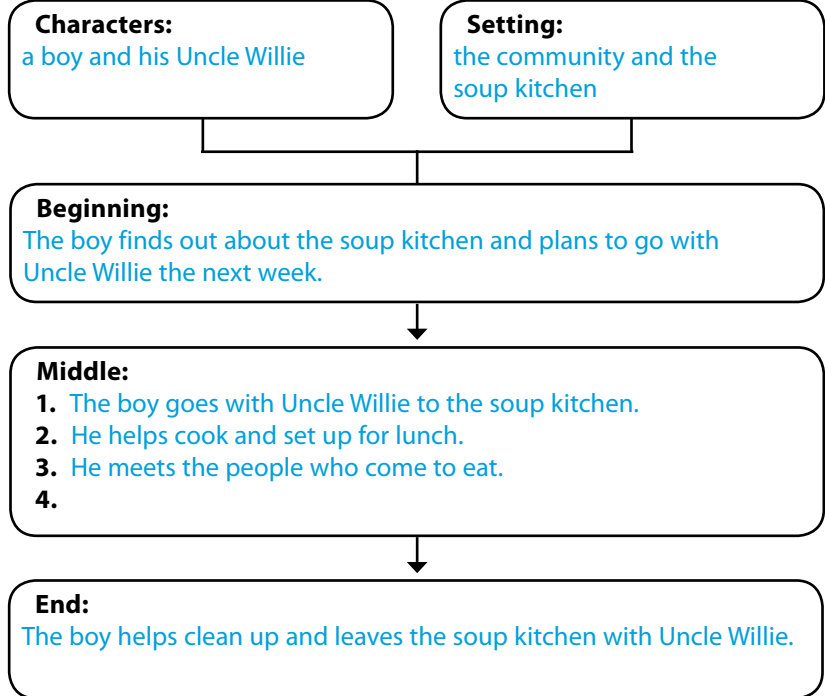 Characters:
a boy and his Uncle Willie
Setting:
the community and the
soup kitchen
Beginning:
The boy finds out about the soup kitchen and plans to go with
Uncle Willie the next week.
Middle:
1. The boy goes with Uncle Willie to the soup kitchen.
2. He helps cook and set up for lunch.
3. He meets the people who come to eat.
4.
End:
The boy helps clean up and leaves the soup kitchen with Uncle Willie.